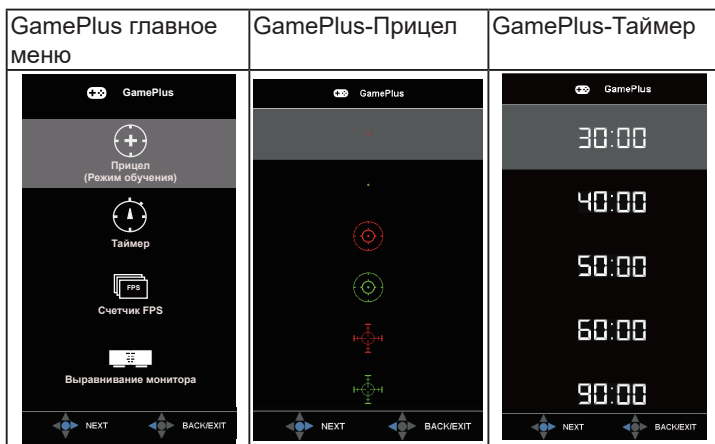 GamePlus главное
меню
GamePlus-Прицел
GamePlus-Таймер
GamePlus
Прицел
(Режим обучения)
Таймер
FPS
Счетчик FPS
Выравнивание монитора
NEXT BACK/EXIT
GamePlus
NEXT BACK/EXIT
GamePlus
30:00
40:00
50:00
60:00
90:00
NEXT BACK/EXIT